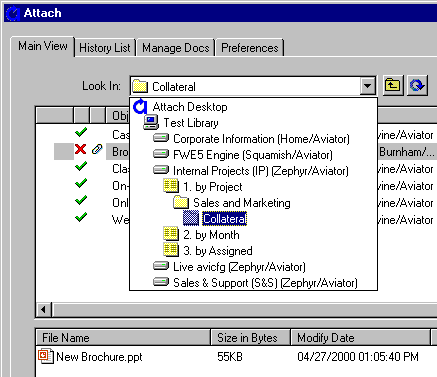 Attach
Main View History List Manage Docs Preferences
Look In: Collateral
Attach Desktop
Test Library
Corporate Information (Home/Aviator)
FWE5 Engine (Squamish/Aviator)
Internal Projects (IP) (Zephyr/Aviator)
1. by Project
Sales and Marketing
Collateral
2. by Month
3. by Assigned
Live avicfg (Zephyr/Aviator)
Sales & Support (S&S) (Zephyr/Aviator)
Obj
Cas vine/Aviator
Bro Burnham/...
Cla vine/Aviator
On- vine/Aviator
Onl vine/Aviator
We vine/Aviator
File Name Size in Bytes Modify Date
New Brochure.ppt 55KB 04/27/2000 01:05:40 PM